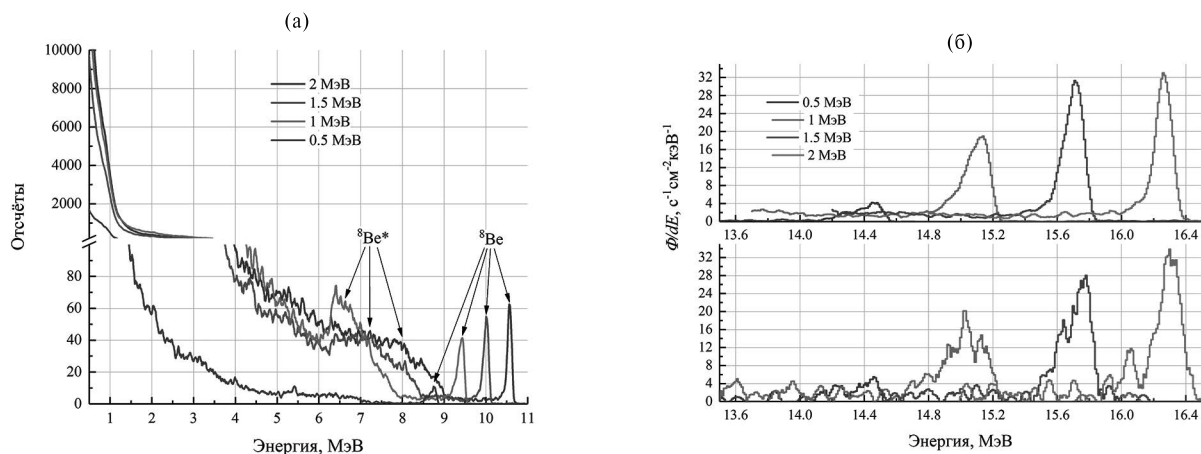 (а)
10000
8000
6000
4000
2000
80
60
40
20
0
Отсчёты
2 МэВ
1.5 МэВ
1 МэВ
0.5 МэВ
⁸Be*
⁸Be
1 2 3 4 5 6 7 8 9 10 11
Энергия, МэВ
(б)
32
28
24
20
16
12
8
4
0
0.5 МэВ
1 МэВ
1.5 МэВ
2 МэВ
13.6 14.0 14.4 14.8 15.2 15.6 16.0 16.4
Ф/dE, с⁻¹см⁻²кэВ⁻¹
32
28
24
20
16
12
8
4
0
13.6 14.0 14.4 14.8 15.2 15.6 16.0 16.4
Энергия, МэВ